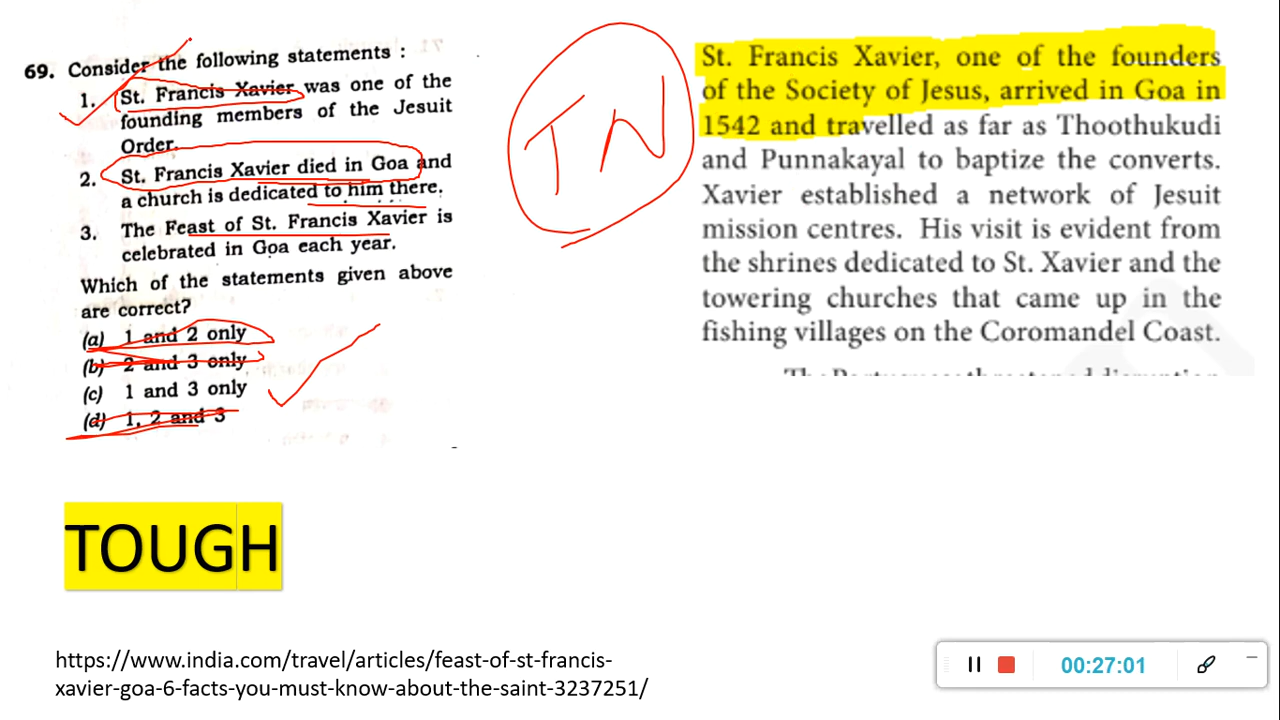 69. Consider the following statements :
1. St. Francis Xavier was one of the
founding members of the Jesuit
Order.
2. St. Francis Xavier died in Goa and
a church is dedicated to him there.
3. The Feast of St. Francis Xavier is
celebrated in Goa each year.
Which of the statements given above
are correct?
(a) 1 and 2 only
(b) 2 and 3 only
(c) 1 and 3 only
(d) 1, 2 and 3
TN
St. Francis Xavier, one of the founders
of the Society of Jesus, arrived in Goa in
1542 and travelled as far as Thoothukudi
and Punnakayal to baptize the converts.
Xavier established a network of Jesuit
mission centres. His visit is evident from
the shrines dedicated to St. Xavier and the
towering churches that came up in the
fishing villages on the Coromandel Coast.
TOUGH
https://www.india.com/travel/articles/feast-of-st-francis-
xavier-goa-6-facts-you-must-know-about-the-saint-3237251/
00:27:01